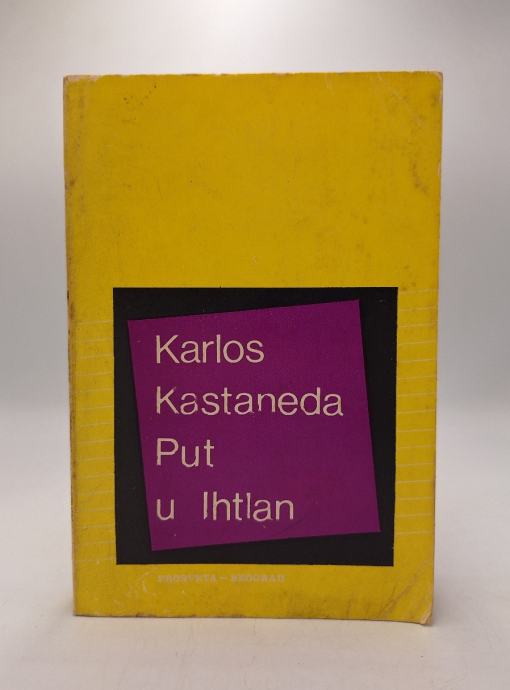 Karlos
Kastaneda
Put
u Ihtlan
PROSVETA – BEOGRAD